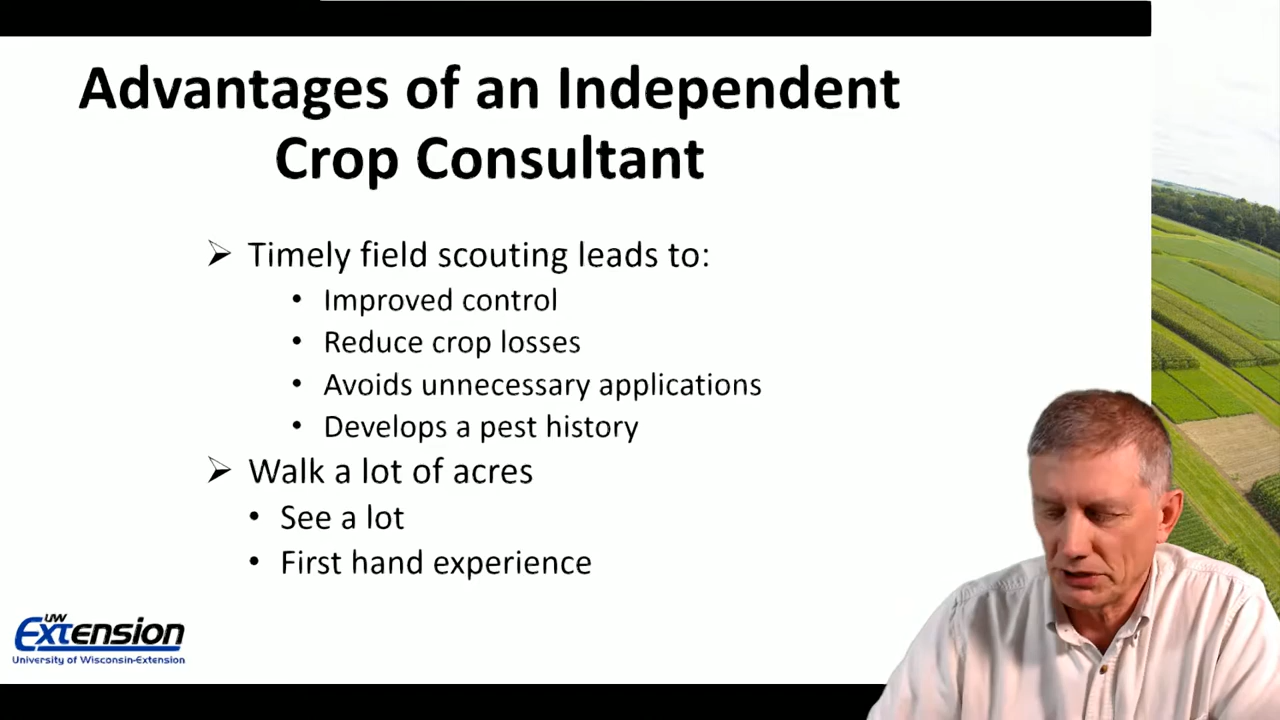 Advantages of an Independent
Crop Consultant
➢ Timely field scouting leads to:
• Improved control
• Reduce crop losses
• Avoids unnecessary applications
• Develops a pest history
➢ Walk a lot of acres
• See a lot
• First hand experience
UW
Extension
University of Wisconsin-Extension